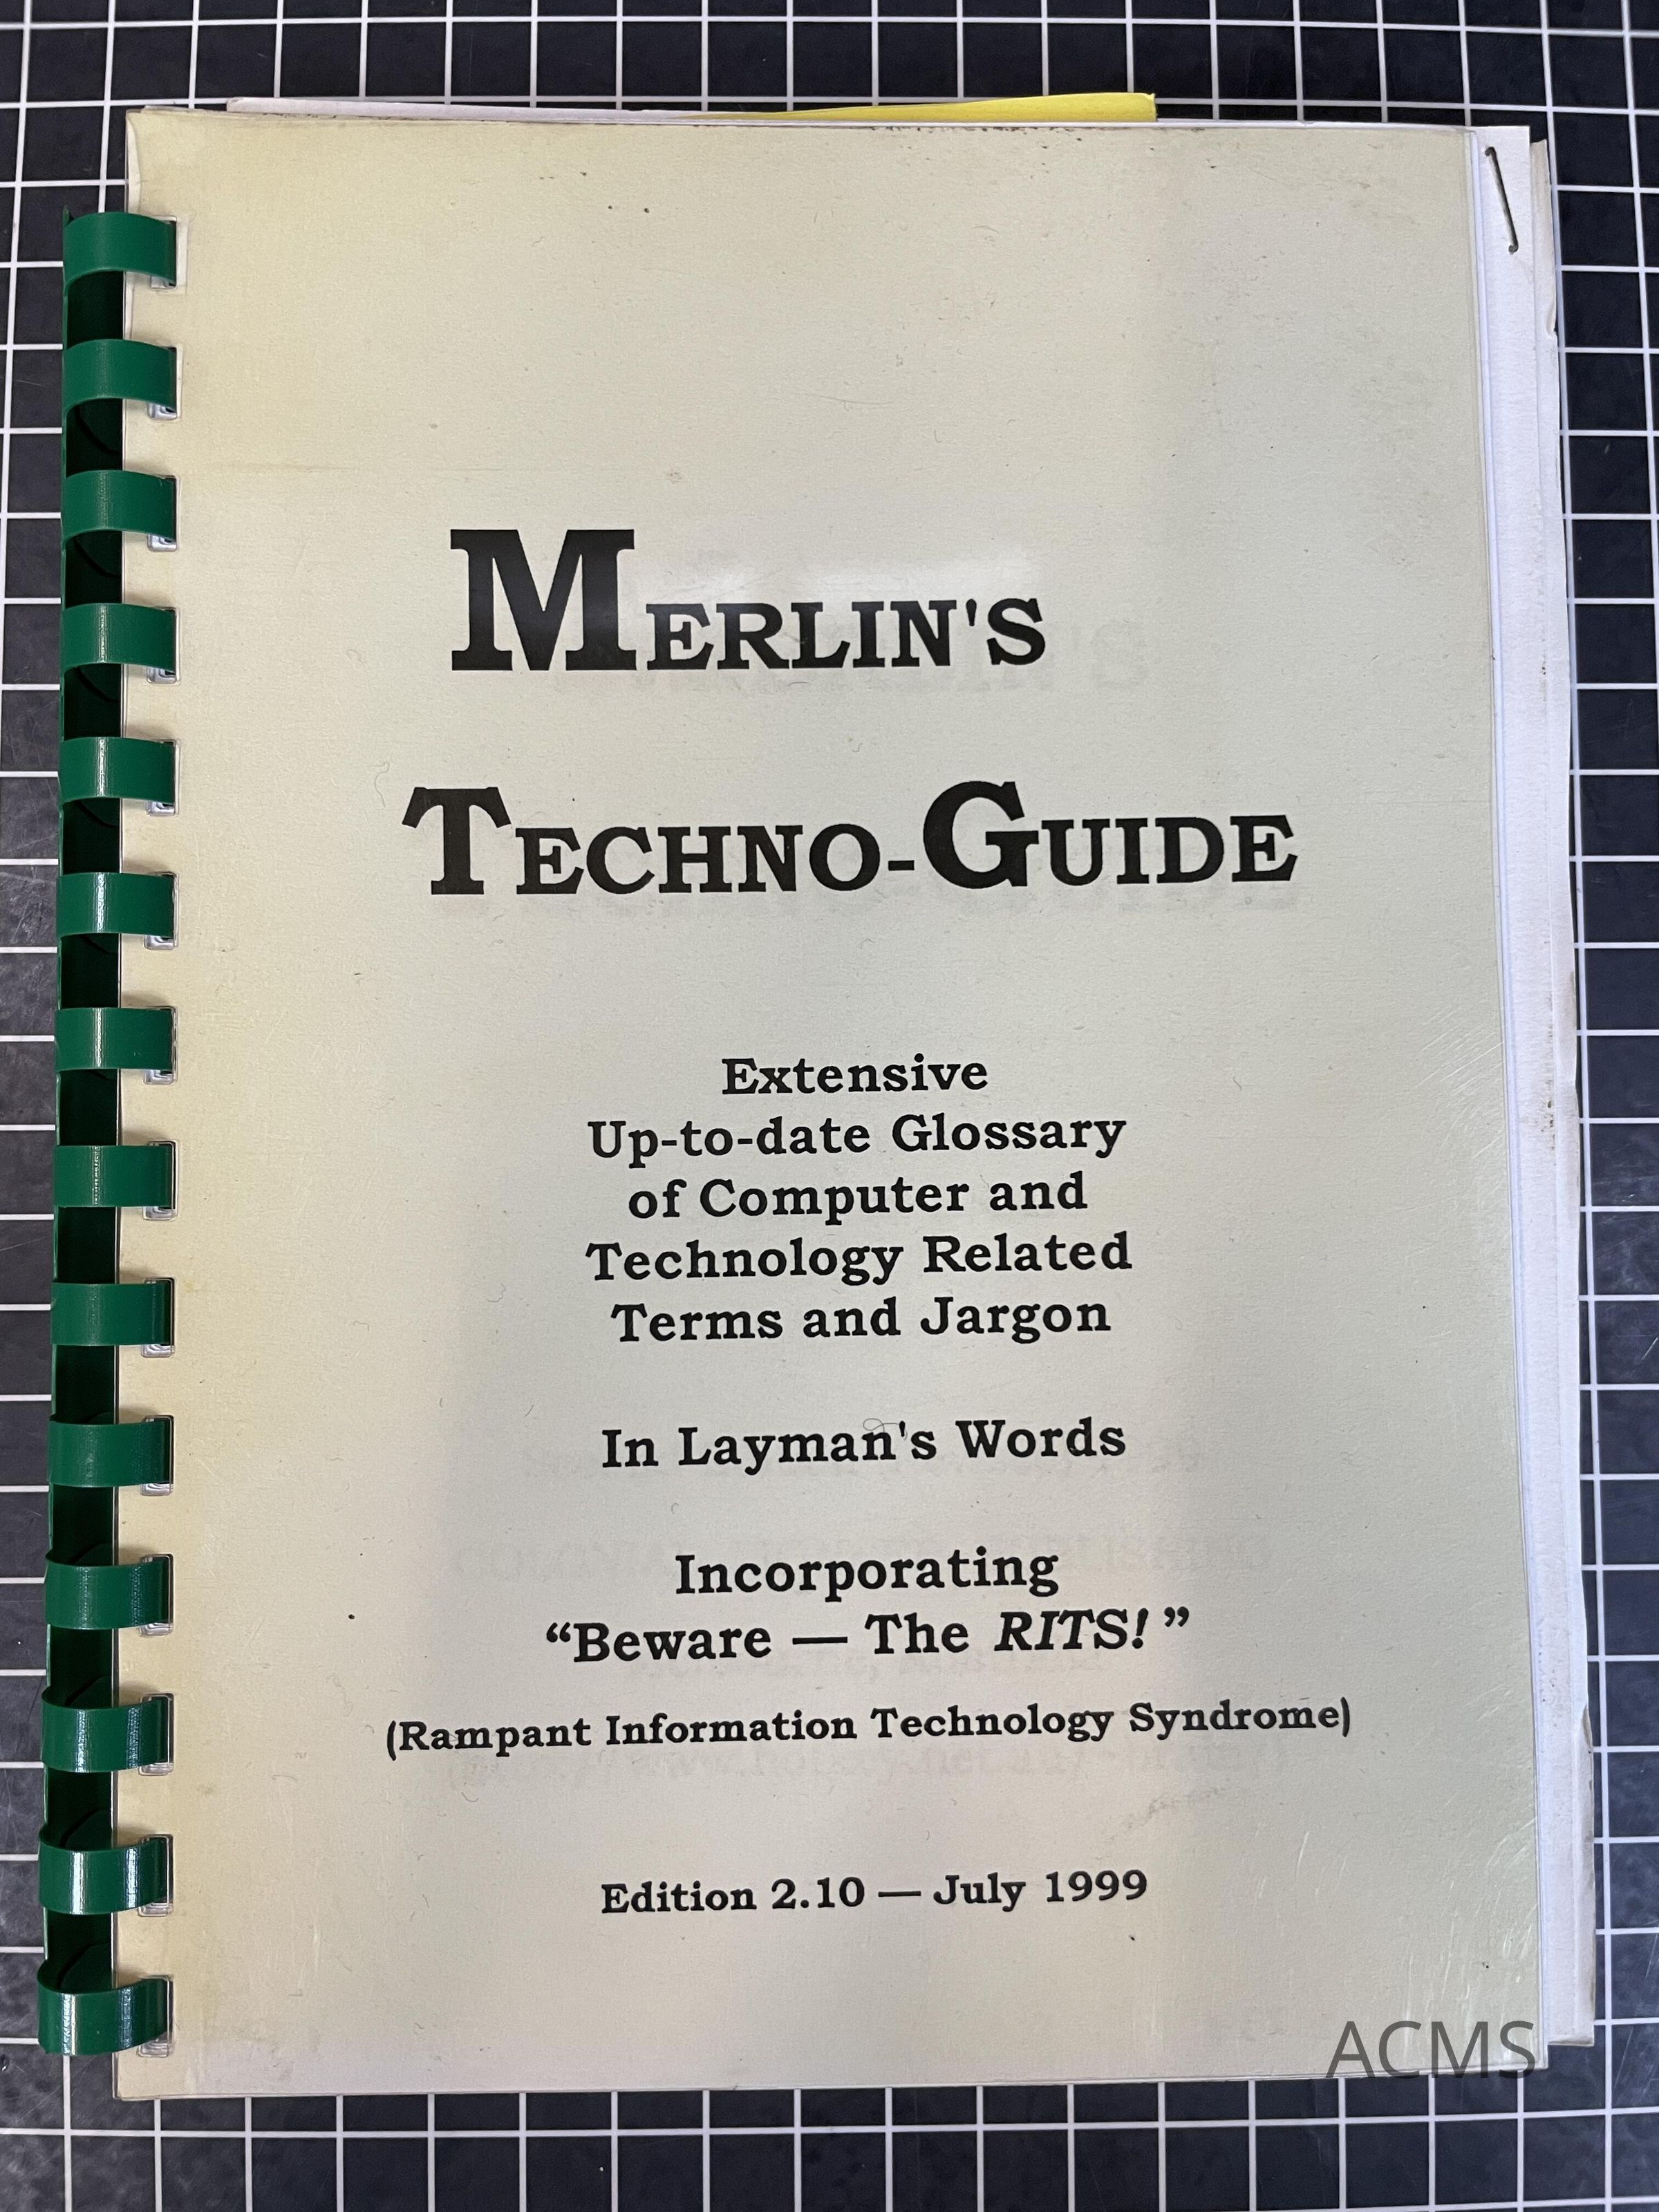 MERLIN'S
TECHNO-GUIDE
Extensive
Up-to-date Glossary
of Computer and
Technology Related
Terms and Jargon
In Layman's Words
Incorporating
“Beware — The RITS!”
(Rampant Information Technology Syndrome)
Edition 2.10 — July 1999
ACMS